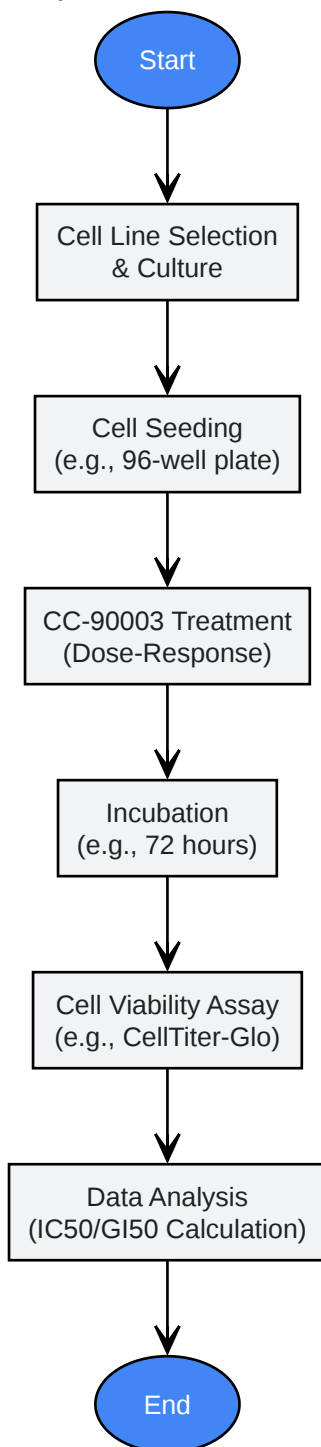 Start
Cell Line Selection
& Culture
Cell Seeding
(e.g., 96-well plate)
CC-90003 Treatment
(Dose-Response)
Incubation
(e.g., 72 hours)
Cell Viability Assay
(e.g., CellTiter-Glo)
Data Analysis
(IC50/GI50 Calculation)
End